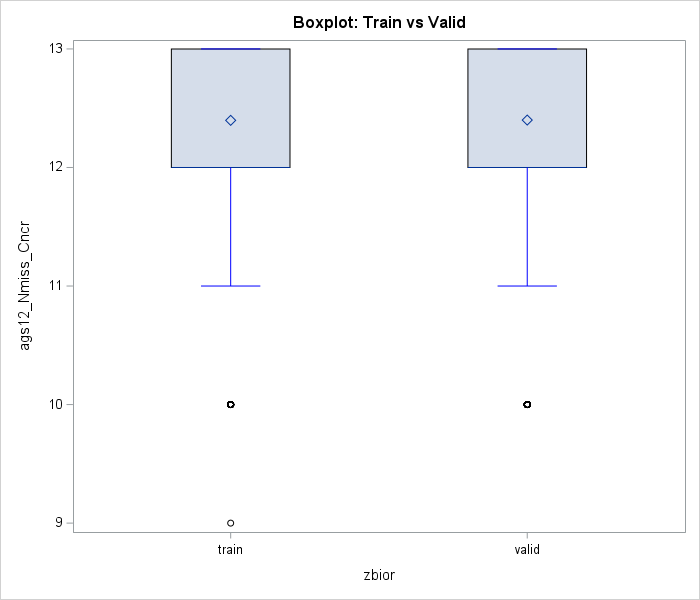 Boxplot: Train vs Valid
13
12
11
10
9
ags12_Nmiss_Cncr
train
valid
zbior